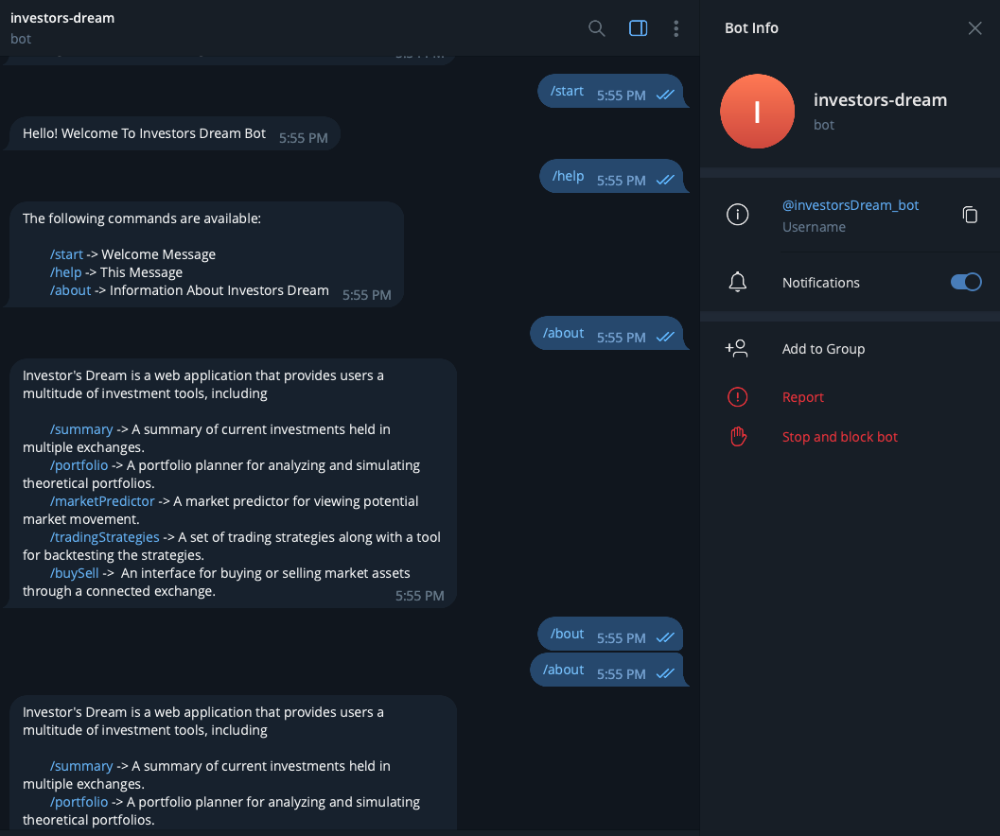 investors-dream
bot
/start 5:55 PM
Hello! Welcome To Investors Dream Bot 5:55 PM
/help 5:55 PM
The following commands are available:
/start -> Welcome Message
/help -> This Message
/about -> Information About Investors Dream 5:55 PM
/about 5:55 PM
Investor's Dream is a web application that provides users a
multitude of investment tools, including
/summary -> A summary of current investments held in
multiple exchanges.
/portfolio -> A portfolio planner for analyzing and simulating
theoretical portfolios.
/marketPredictor -> A market predictor for viewing potential
market movement.
/tradingStrategies -> A set of trading strategies along with a tool
for backtesting the strategies.
/buySell -> An interface for buying or selling market assets
through a connected exchange. 5:55 PM
/bout 5:55 PM
/about 5:55 PM
Investor's Dream is a web application that provides users a
multitude of investment tools, including
/summary -> A summary of current investments held in
multiple exchanges.
/portfolio -> A portfolio planner for analyzing and simulating
theoretical portfolios.
Bot Info
I
investors-dream
bot
@investorsDream_bot
Username
Notifications
Add to Group
Report
Stop and block bot